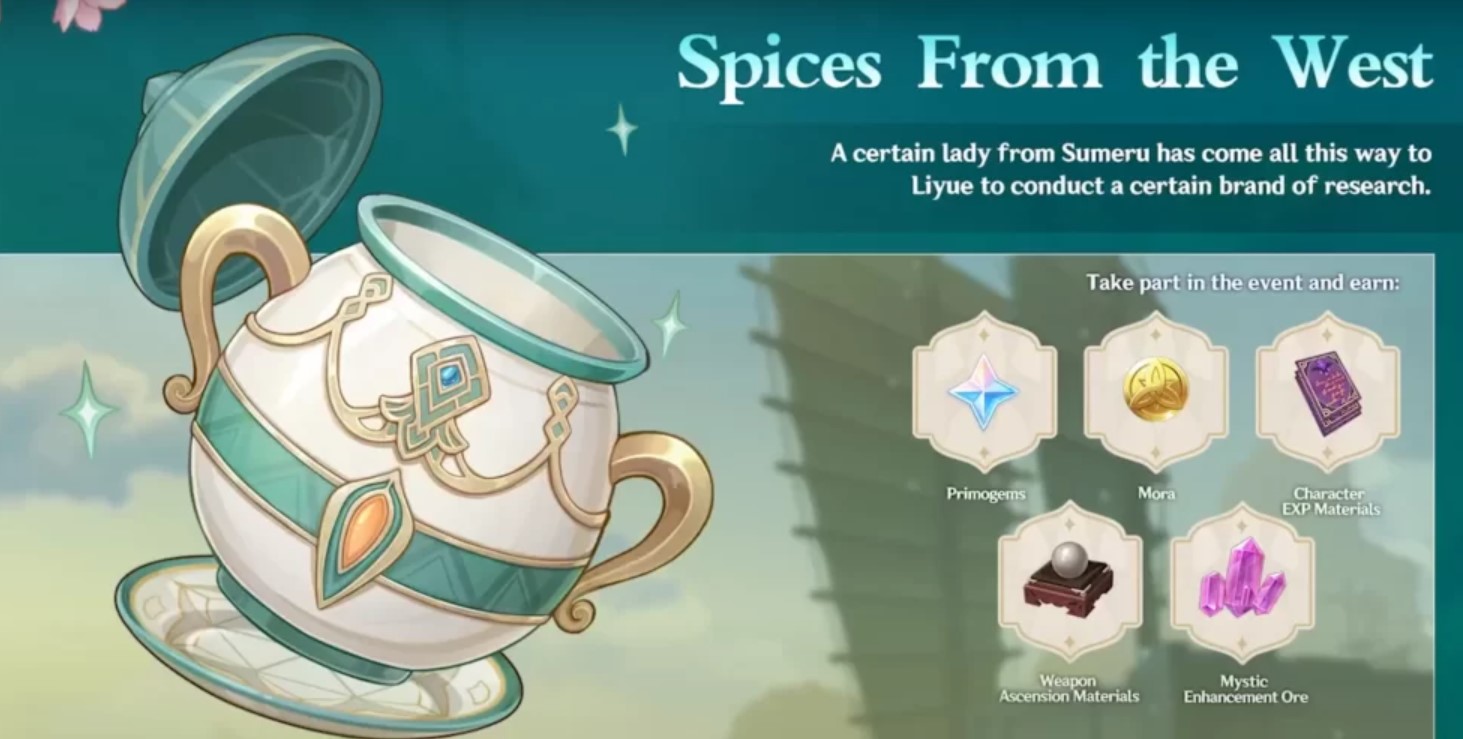 Spices From the West
A certain lady from Sumeru has come all this way to
Liyue to conduct a certain brand of research.
Take part in the event and earn:
Primogems
Mora
Character
EXP Materials
Weapon
Ascension Materials
Mystic
Enhancement Ore